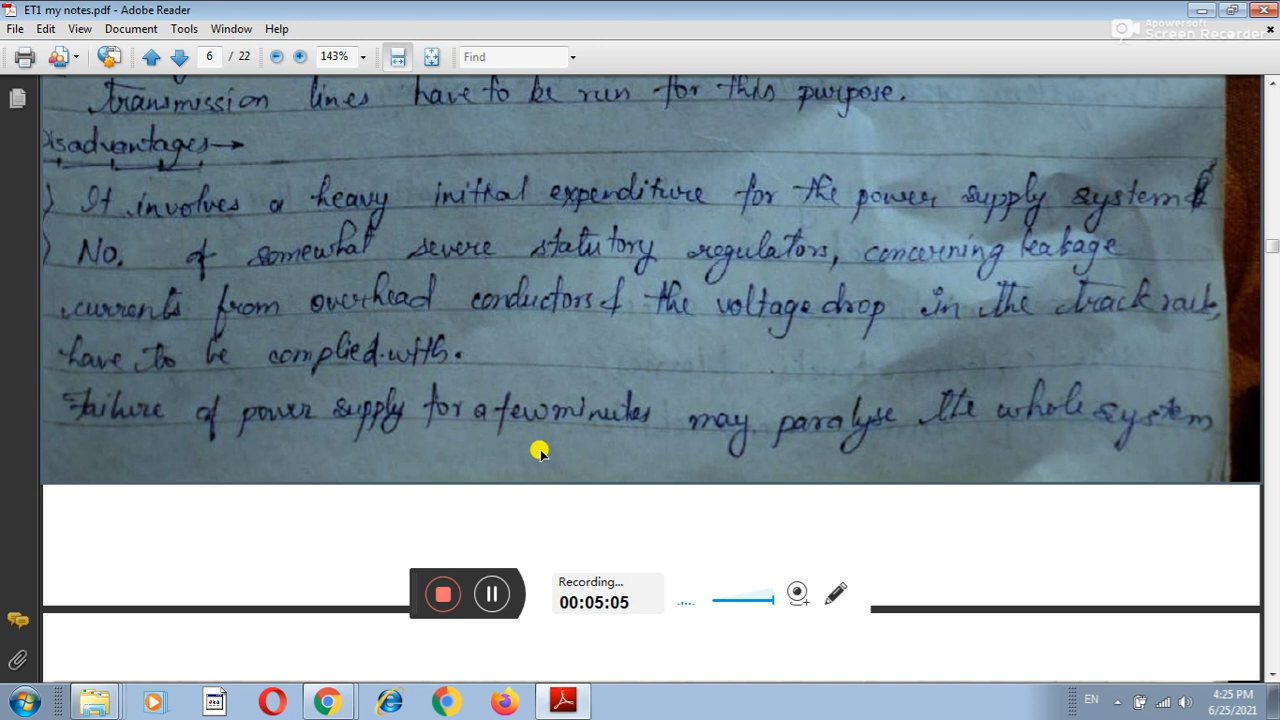 ET1 my notes.pdf - Adobe Reader
File Edit View Document Tools Window Help
Apowersoft
Screen Recorder
6 / 22 143% Find
transmission lines have to be run for this purpose.
isadvantages→
) It involves a heavy initial expenditure for the power supply system
) No. of somewhat severe statutory regulators, concerning leakage
currents from overhead conductors & the voltage drop in the track rails,
have to be complied with.
Failure of power supply for a few minutes may paralyse the whole system
Recording...
00:05:05
EN
4:25 PM
6/25/2021